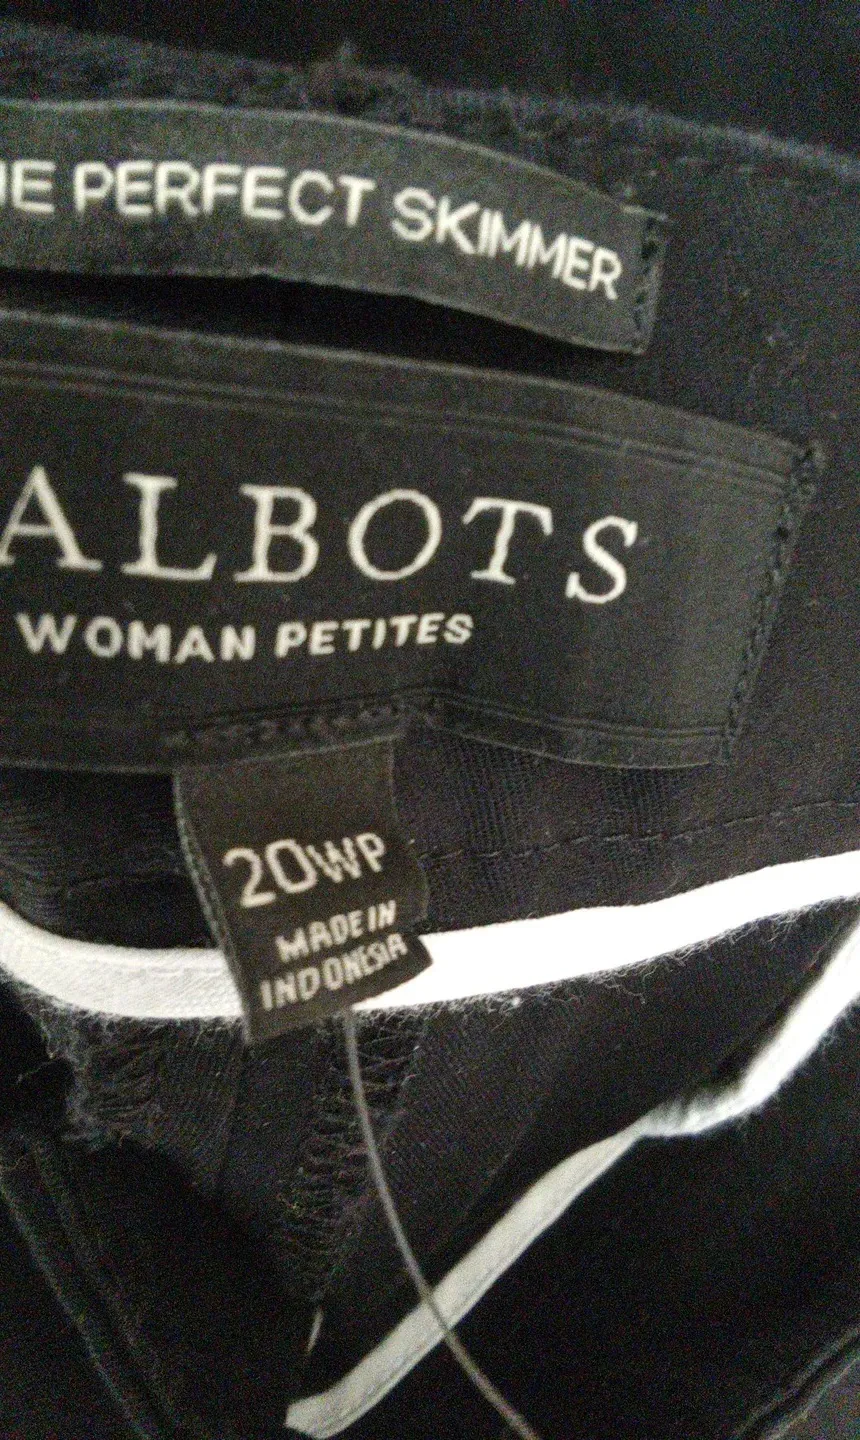 HE PERFECT SKIMMER
ALBOTS
WOMAN PETITES
20WP
MADE IN
INDONESIA